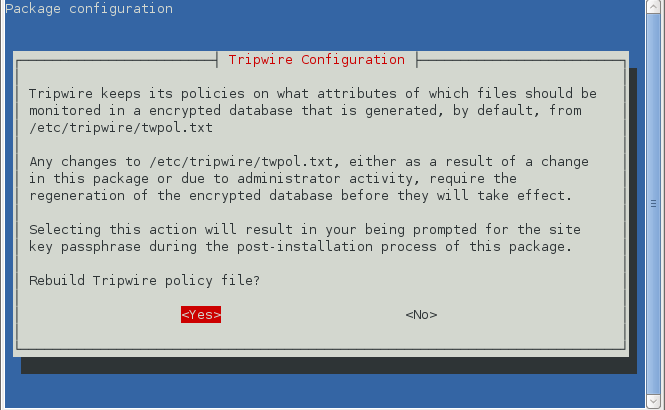 Package configuration
Tripwire Configuration
Tripwire keeps its policies on what attributes of which files should be
monitored in a encrypted database that is generated, by default, from
/etc/tripwire/twpol.txt
Any changes to /etc/tripwire/twpol.txt, either as a result of a change
in this package or due to administrator activity, require the
regeneration of the encrypted database before they will take effect.
Selecting this action will result in your being prompted for the site
key passphrase during the post-installation process of this package.
Rebuild Tripwire policy file?
<Yes> <No>